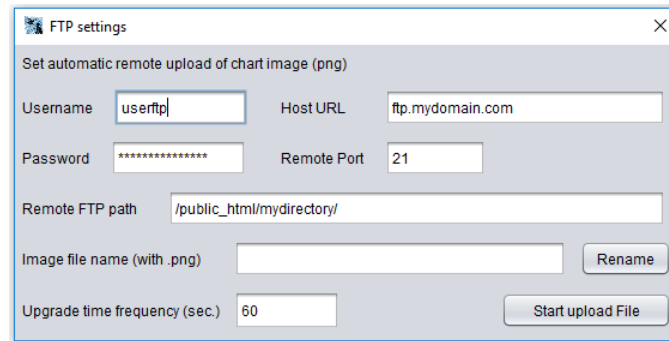 FTP settings
Set automatic remote upload of chart image (png)
Username userftp Host URL ftp.mydomain.com
Password *************** Remote Port 21
Remote FTP path /public_html/mydirectory/
Image file name (with .png) Rename
Upgrade time frequency (sec.) 60 Start upload File